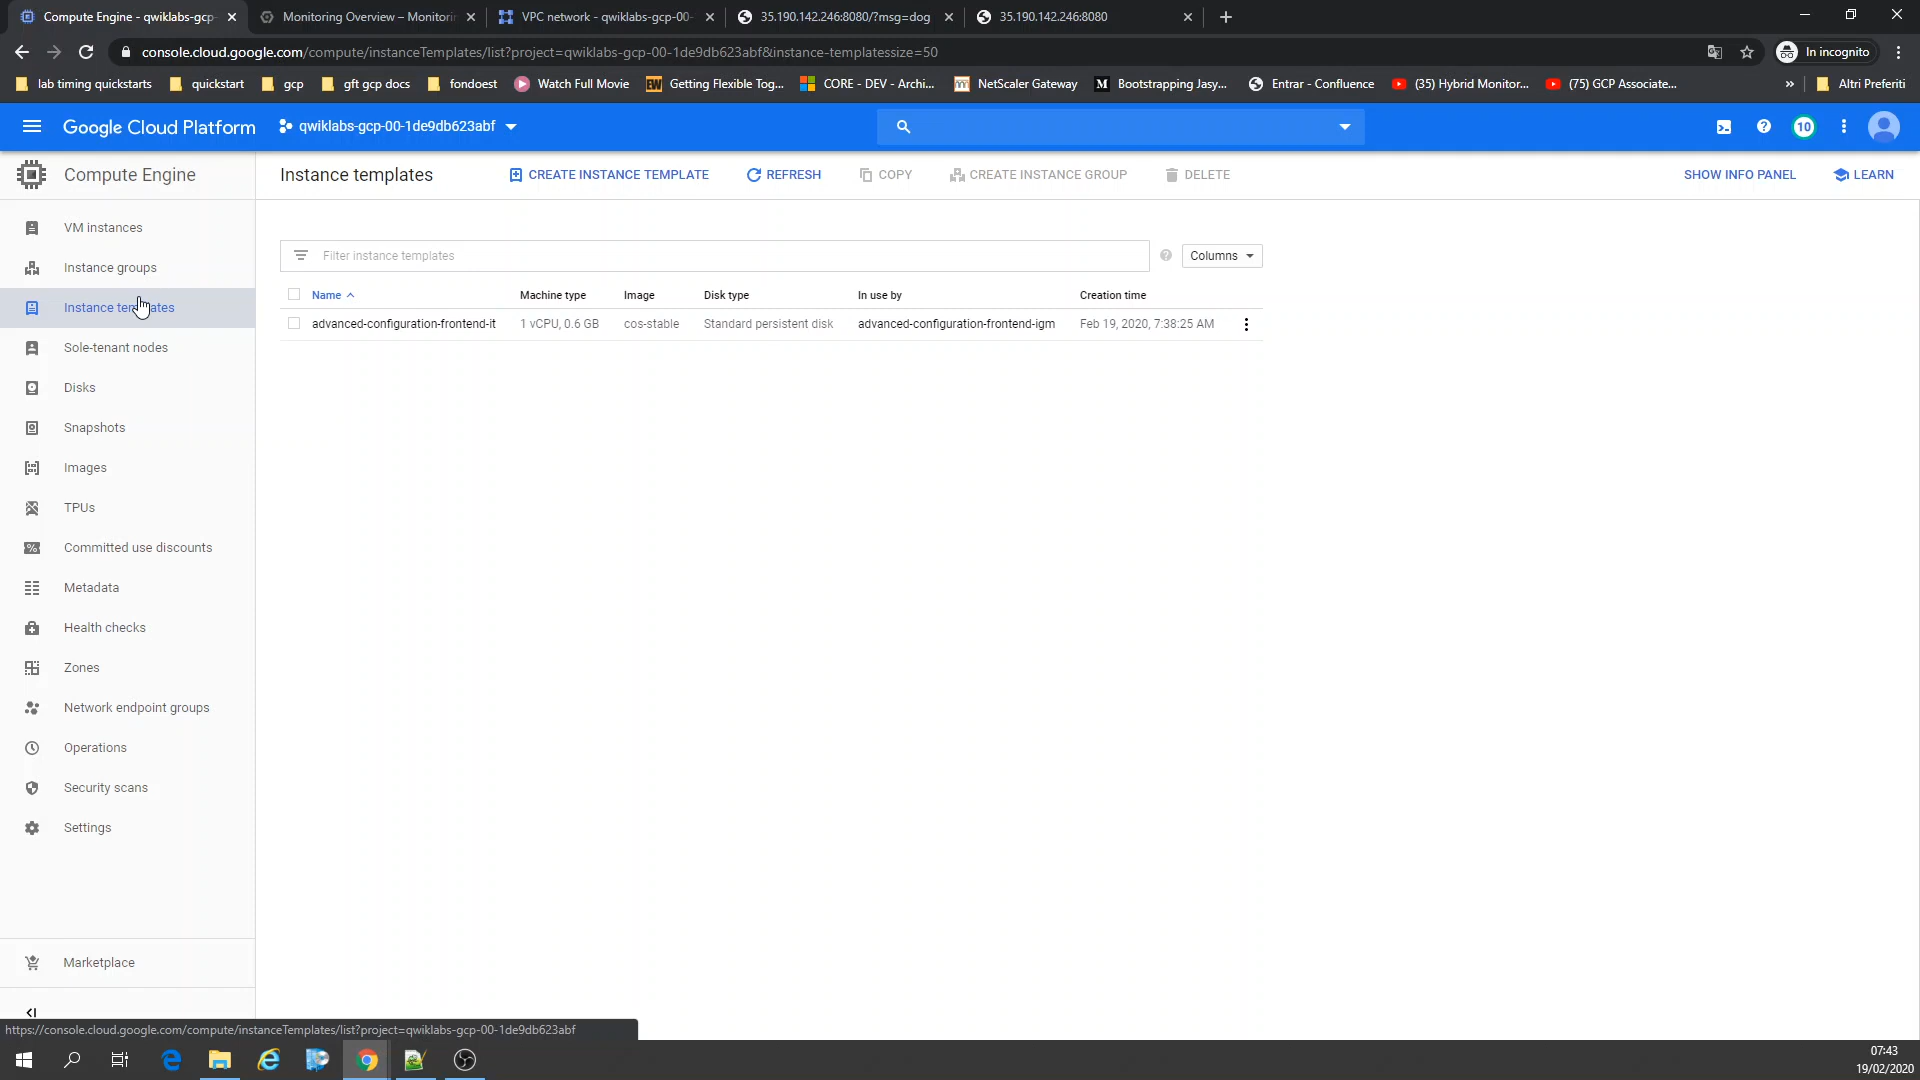 Compute Engine - qwiklabs-gcp-
Monitoring Overview – Monitorin
VPC network - qwiklabs-gcp-00-
35.190.142.246:8080/?msg=dog
35.190.142.246:8080
console.cloud.google.com/compute/instanceTemplates/list?project=qwiklabs-gcp-00-1de9db623abf&instance-templatessize=50
In incognito
lab timing quickstarts
quickstart
gcp
gft gcp docs
fondoest
Watch Full Movie
Getting Flexible Tog...
CORE - DEV - Archi...
NetScaler Gateway
Bootstrapping Jasy...
Entrar - Confluence
(35) Hybrid Monitor...
(75) GCP Associate...
»
Altri Preferiti
Google Cloud Platform
qwiklabs-gcp-00-1de9db623abf
10
Compute Engine
Instance templates
CREATE INSTANCE TEMPLATE
REFRESH
COPY
CREATE INSTANCE GROUP
DELETE
SHOW INFO PANEL
LEARN
VM instances
Instance groups
Instance templates
Sole-tenant nodes
Disks
Snapshots
Images
TPUs
Committed use discounts
Metadata
Health checks
Zones
Network endpoint groups
Operations
Security scans
Settings
Marketplace
Filter instance templates
Columns
Name Machine type Image Disk type In use by Creation time
advanced-configuration-frontend-it 1 vCPU, 0.6 GB cos-stable Standard persistent disk advanced-configuration-frontend-igm Feb 19, 2020, 7:38:25 AM
https://console.cloud.google.com/compute/instanceTemplates/list?project=qwiklabs-gcp-00-1de9db623abf
07:43
19/02/2020